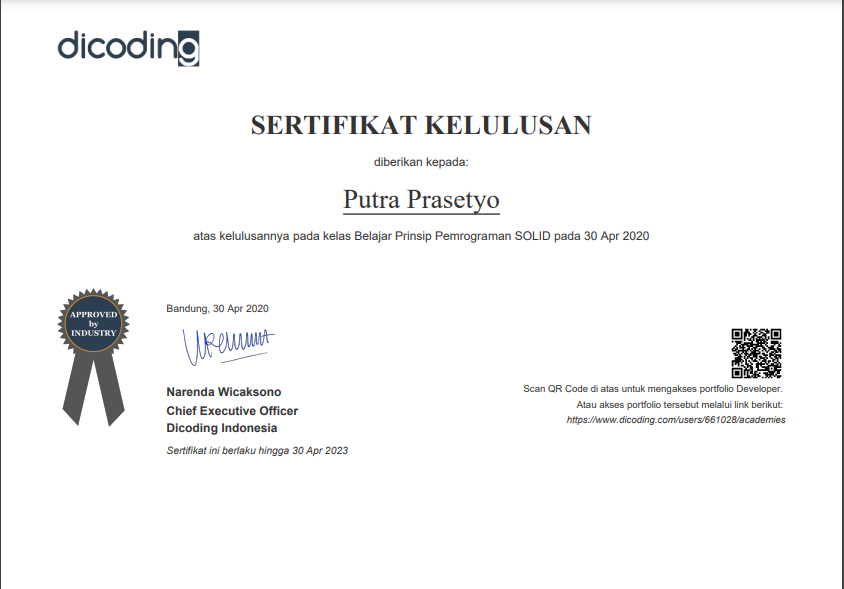 dicoding
SERTIFIKAT KELULUSAN
diberikan kepada:
Putra Prasetyo
atas kelulusannya pada kelas Belajar Prinsip Pemrograman SOLID pada 30 Apr 2020
APPROVED
by
INDUSTRY
Bandung, 30 Apr 2020
Narenda Wicaksono
Chief Executive Officer
Dicoding Indonesia
Sertifikat ini berlaku hingga 30 Apr 2023
Scan QR Code di atas untuk mengakses portfolio Developer.
Atau akses portfolio tersebut melalui link berikut:
https://www.dicoding.com/users/661028/academies